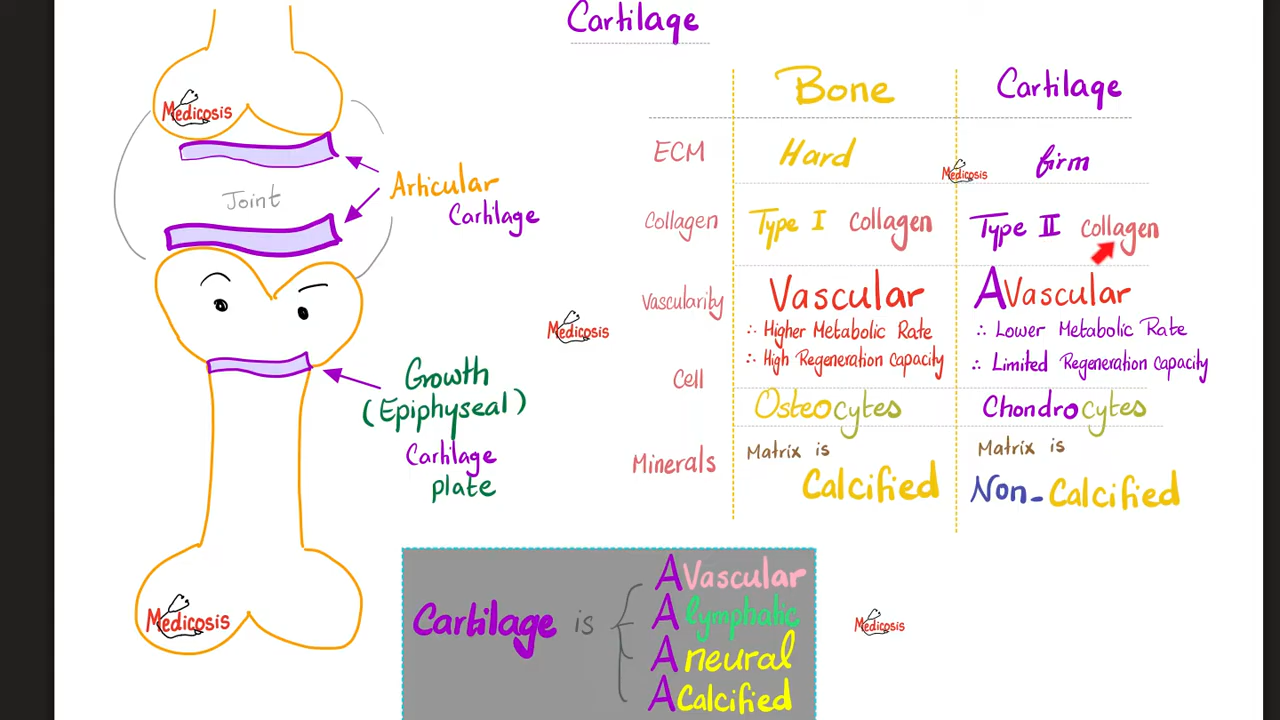 Cartilage
Medicosis
Joint
Articular
Cartilage
Growth
(Epiphyseal)
Cartilage
plate
Medicosis
Bone
Cartilage
ECM
Hard
Medicosis
firm
Collagen
Type I Collagen
Type II Collagen
Vascularity
Vascular
∴ Higher Metabolic Rate
∴ High Regeneration Capacity
AVascular
∴ Lower Metabolic Rate
∴ Limited Regeneration Capacity
Medicosis
Cell
Osteocytes
Chondrocytes
Minerals
Matrix is
Calcified
Matrix is
Non-Calcified
Cartilage is
AVascular
Alymphatic
Aneural
ACalcified
Medicosis